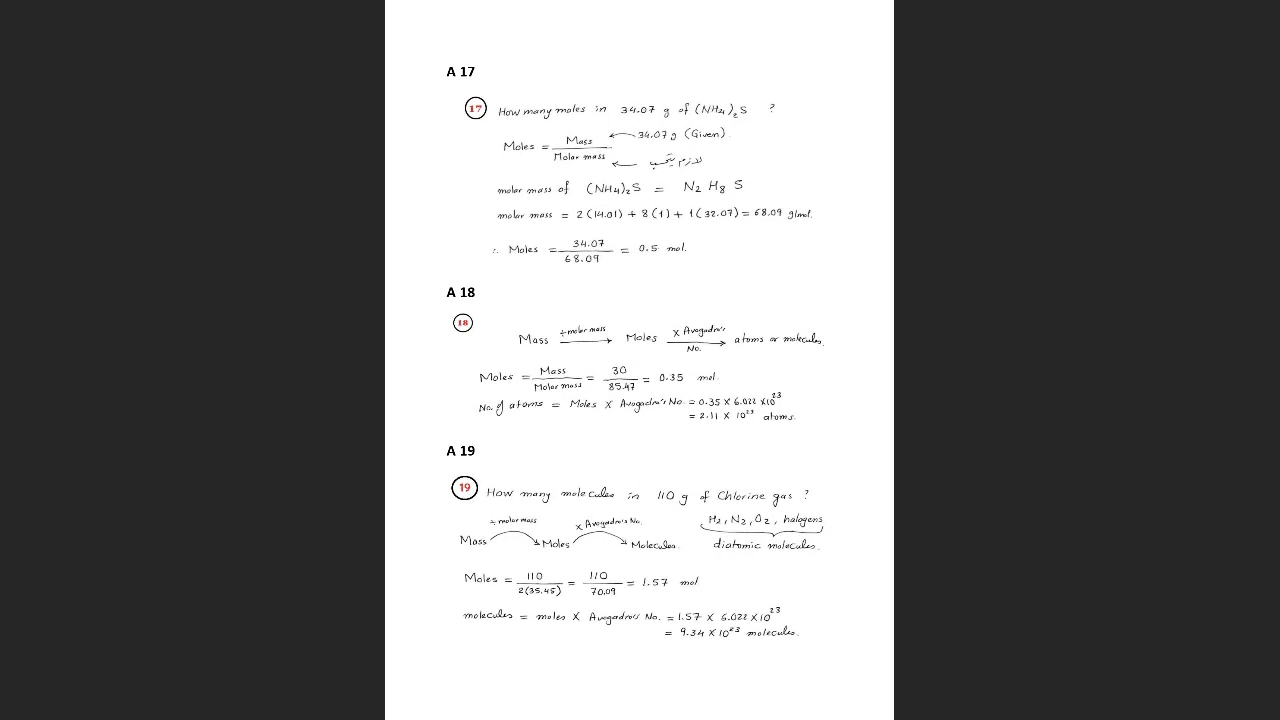 A 17
17 How many moles in 34.07 g of (NH4)2S ?
Moles = Mass / Molar mass ← 34.07 g (Given).
← لازم يتحسب
molar mass of (NH4)2S = N2 H8 S
molar mass = 2(14.01) + 8(1) + 1(32.07) = 68.09 g/mol.
∴ Moles = 34.07 / 68.09 = 0.5 mol.
A 18
18
Mass ÷ molar mass → Moles X Avogadro's No. → atoms or molecules.
Moles = Mass / Molar mass = 30 / 85.47 = 0.35 mol.
No. of atoms = Moles X Avogadro's No. = 0.35 X 6.022 X10^23
= 2.11 X 10^23 atoms.
A 19
19 How many molecules in 110 g of Chlorine gas ?
÷ molar mass X Avogadro's No. H2, N2, O2, halogens
Mass → Moles → Molecules. diatomic molecules.
Moles = 110 / 2(35.45) = 110 / 70.09 = 1.57 mol
molecules = moles X Avogadro's No. = 1.57 X 6.022 X10^23
= 9.34 X10^23 molecules.